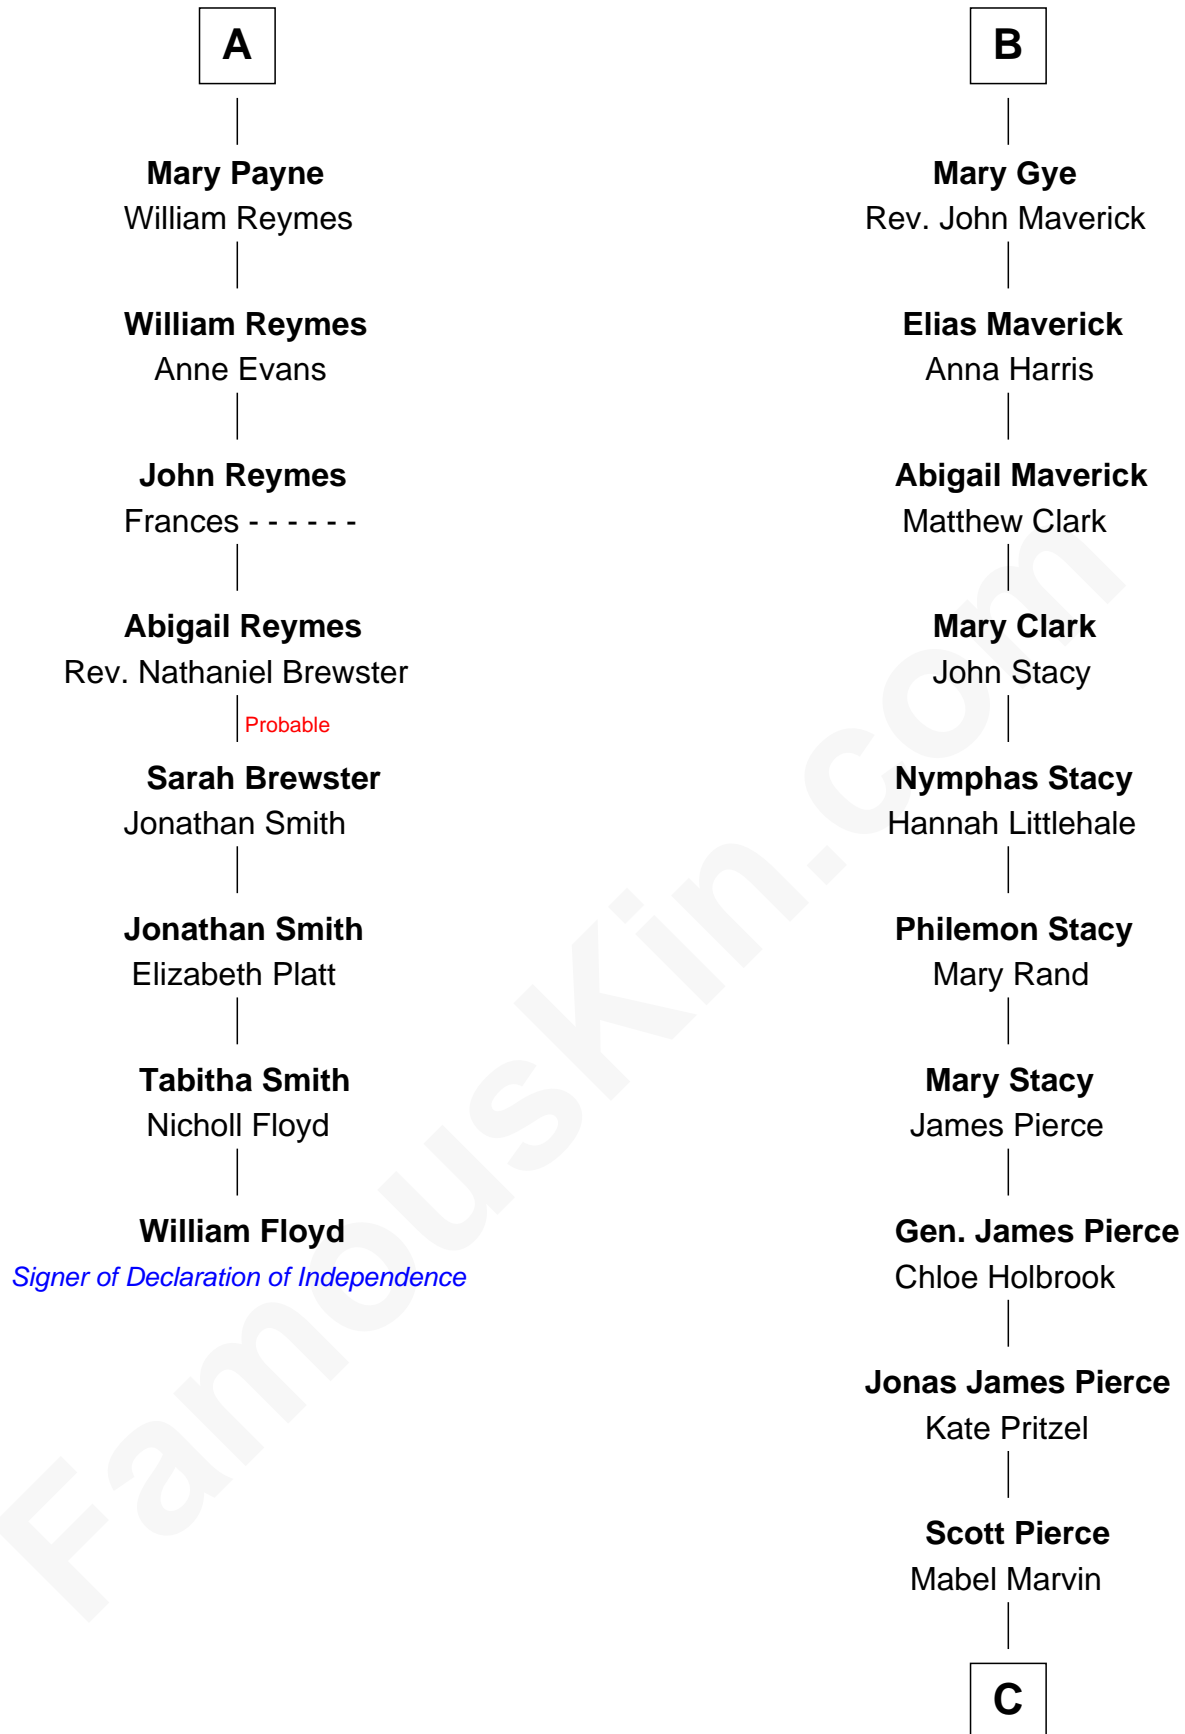 A
Mary Payne
William Reymes
William Reymes
Anne Evans
John Reymes
Frances - - - - - -
Abigail Reymes
Rev. Nathaniel Brewster
Probable
Sarah Brewster
Jonathan Smith
Jonathan Smith
Elizabeth Platt
Tabitha Smith
Nicholl Floyd
William Floyd
Signer of Declaration of Independence
B
Mary Gye
Rev. John Maverick
Elias Maverick
Anna Harris
Abigail Maverick
Matthew Clark
Mary Clark
John Stacy
Nymphas Stacy
Hannah Littlehale
Philemon Stacy
Mary Rand
Mary Stacy
James Pierce
Gen. James Pierce
Chloe Holbrook
Jonas James Pierce
Kate Pritzel
Scott Pierce
Mabel Marvin
C
FamousKin.com